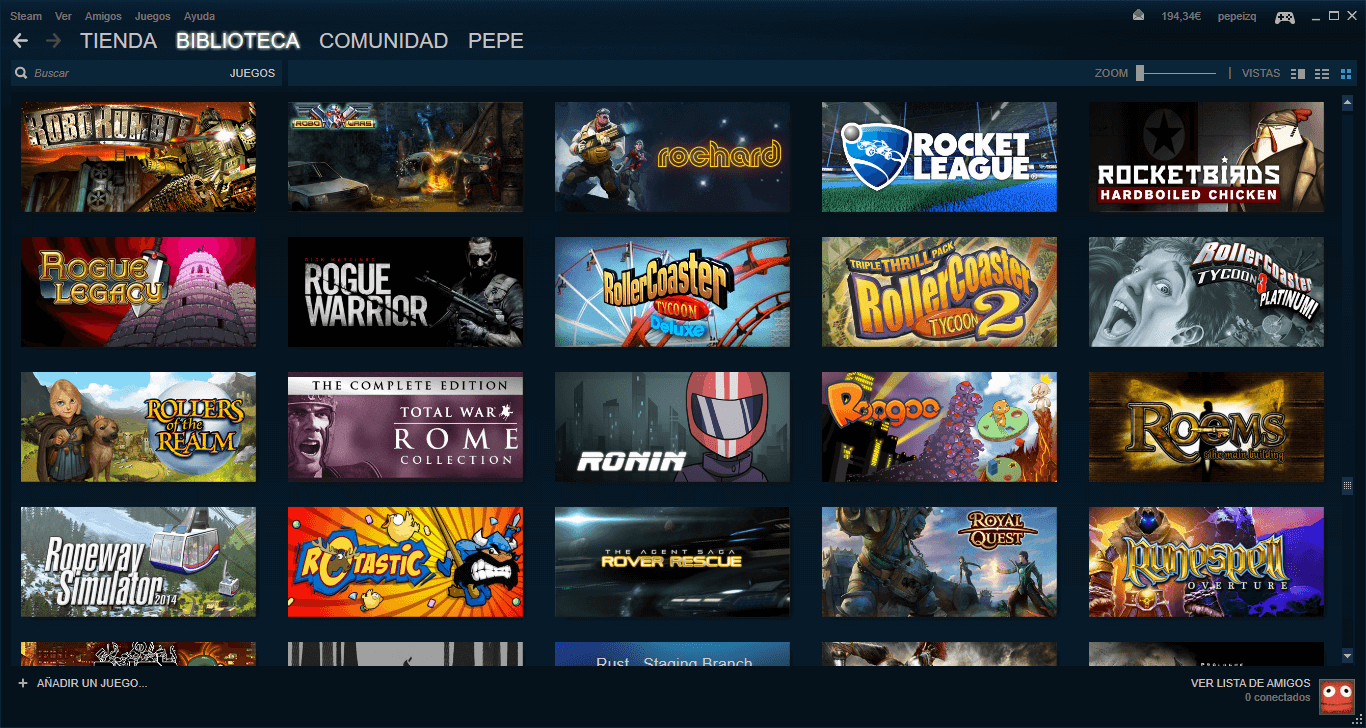 Steam Ver Amigos Juegos Ayuda
194,34€ pepeizq
TIENDA BIBLIOTECA COMUNIDAD PEPE
Buscar JUEGOS
ZOOM VISTAS
ROBORUMBLE
ROBOWARS
rochard
ROCKET
LEAGUE
ROCKETBIRDS
HARDBOILED CHICKEN
ROGUE
LEGACY
ROGUE
WARRIOR
RollerCoaster
TYCOON
Deluxe
TRIPLE THRILL PACK
RollerCoaster
TYCOON 2
RollerCoaster
TYCOON 3
PLATINUM!
ROLLERS
of the
REALM
THE COMPLETE EDITION
TOTAL WAR
ROME
COLLECTION
RONIN
Roogoo
ROOMS
the main building
Ropeway
Simulator
2014
ROTASTIC
THE AGENT SAGA
ROVER RESCUE
ROYAL
QUEST
Runespell
OVERTURE
Rust - Staging Branch
+ AÑADIR UN JUEGO...
VER LISTA DE AMIGOS
0 conectados